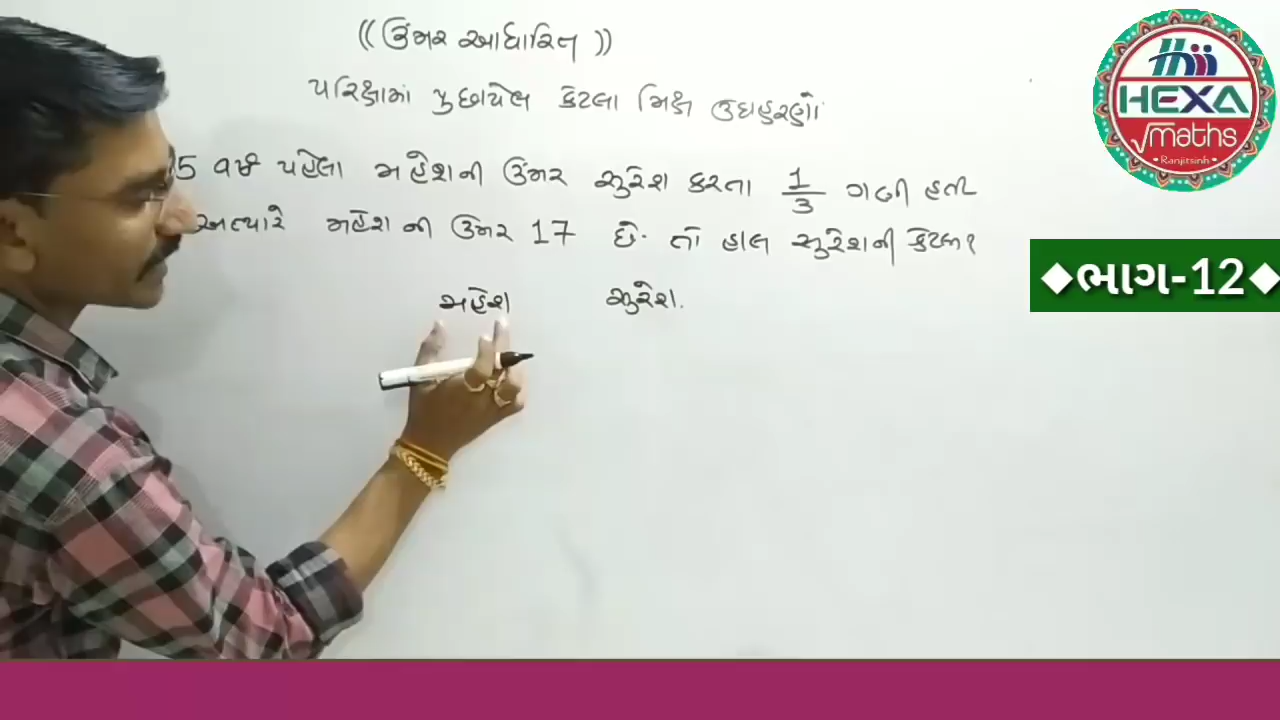 ((ઉંમર આધારિત))
પરિક્ષામાં પુછાયેલ કેટલા મિક્ષ ઉદાહરણો
5 વર્ષ પહેલા મહેશની ઉંમર સુરેશ કરતા 1/3 ગણી હતી
અત્યારે મહેશ ની ઉંમર 17 છે. તો હાલ સુરેશની કેટલી?
મહેશ સુરેશ.
HEXA
√maths
• Ranjitsinh •
◆ભાગ-12◆